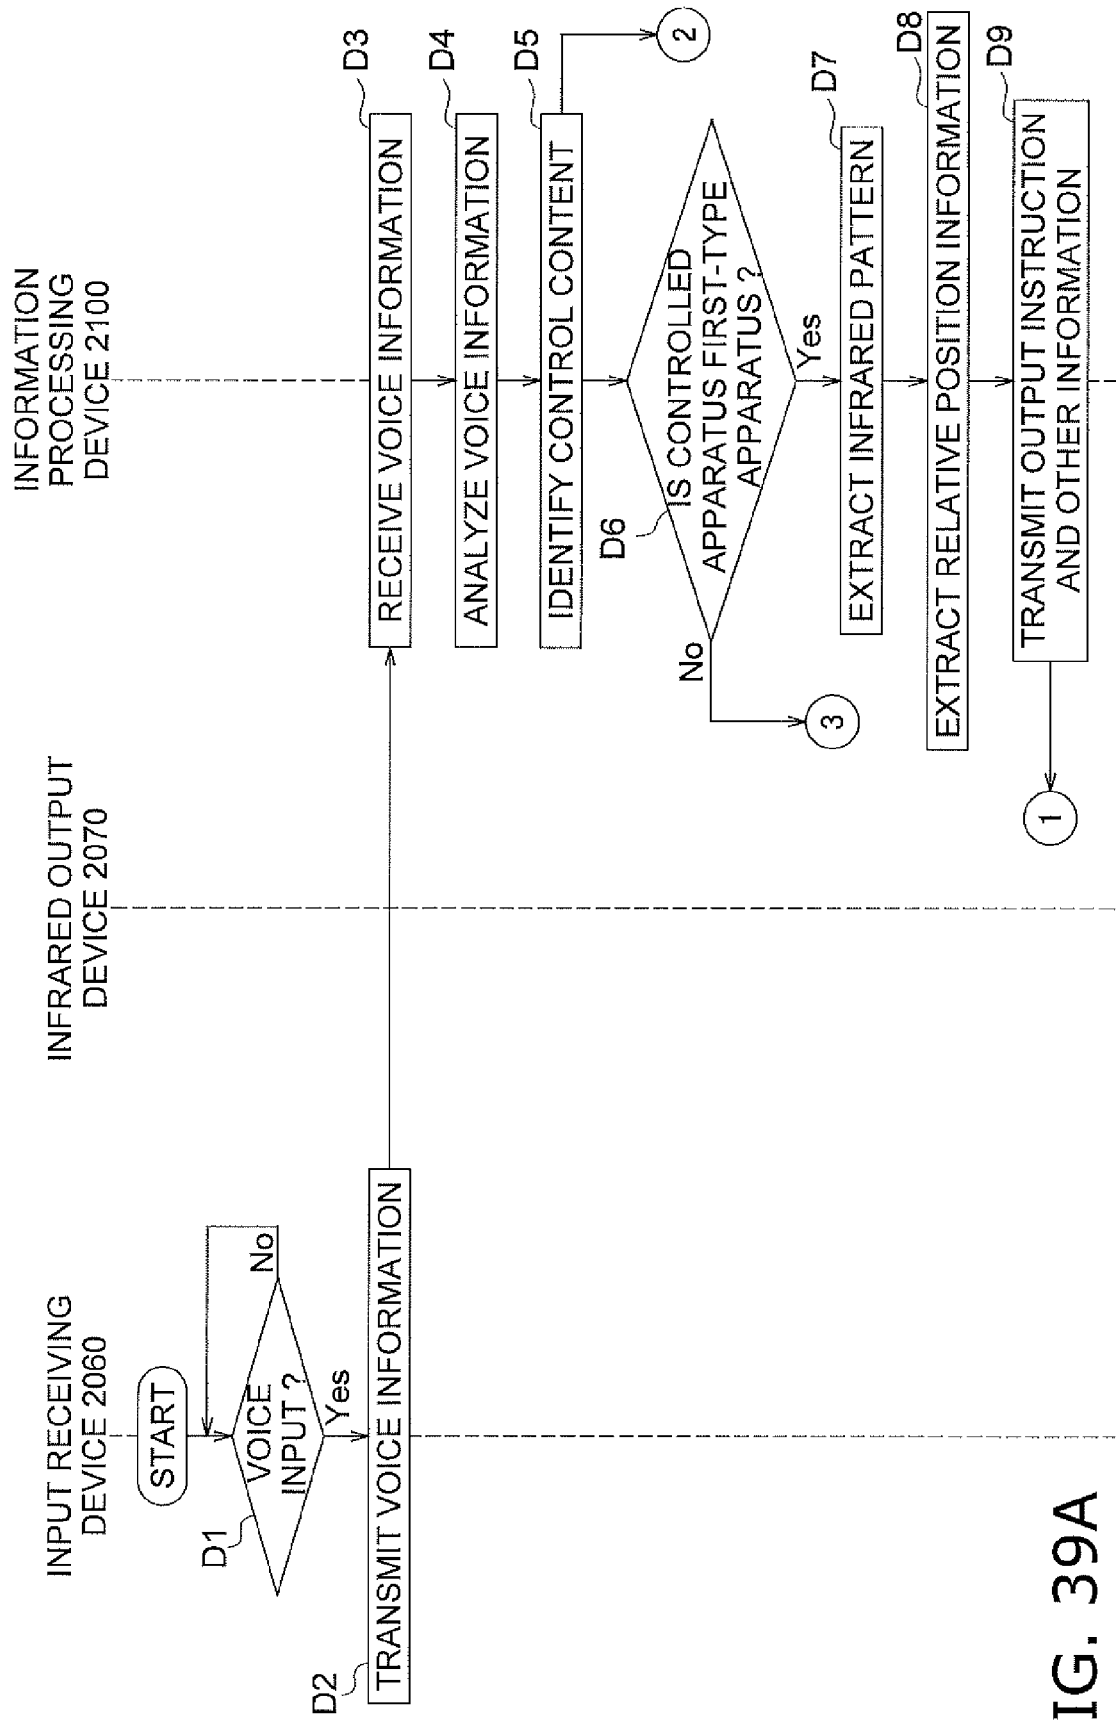 INPUT RECEIVING
DEVICE 2060
INFRARED OUTPUT
DEVICE 2070
INFORMATION
PROCESSING
DEVICE 2100
START
D1
VOICE
INPUT ?
No
Yes
D2
TRANSMIT VOICE INFORMATION
D3
RECEIVE VOICE INFORMATION
D4
ANALYZE VOICE INFORMATION
D5
IDENTIFY CONTROL CONTENT
2
D6
IS CONTROLLED
APPARATUS FIRST-TYPE
APPARATUS ?
No
3
Yes
D7
EXTRACT INFRARED PATTERN
D8
EXTRACT RELATIVE POSITION INFORMATION
D9
TRANSMIT OUTPUT INSTRUCTION
AND OTHER INFORMATION
1
IG. 39A